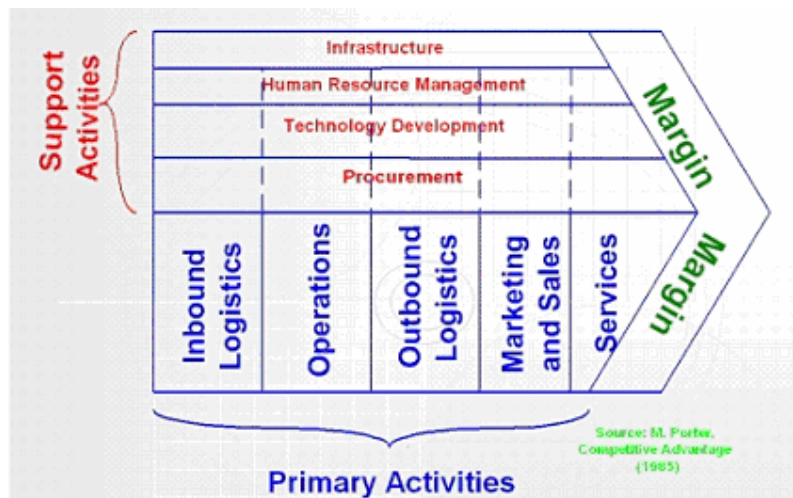 Support
Activities
Infrastructure
Human Resource Management
Technology Development
Procurement
Margin
Margin
Inbound
Logistics
Operations
Outbound
Logistics
Marketing
and Sales
Services
Primary Activities
Source: M. Porter,
Competitive Advantage
(1985)